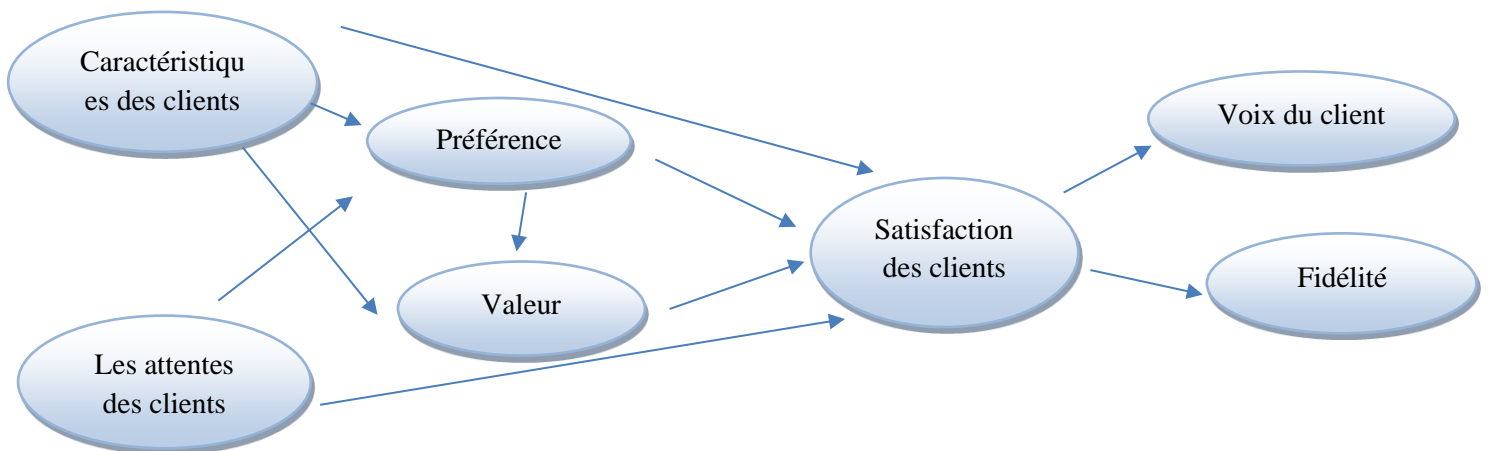 Caractéristiqu
es des clients
Préférence
Voix du client
Satisfaction
des clients
Valeur
Fidélité
Les attentes
des clients